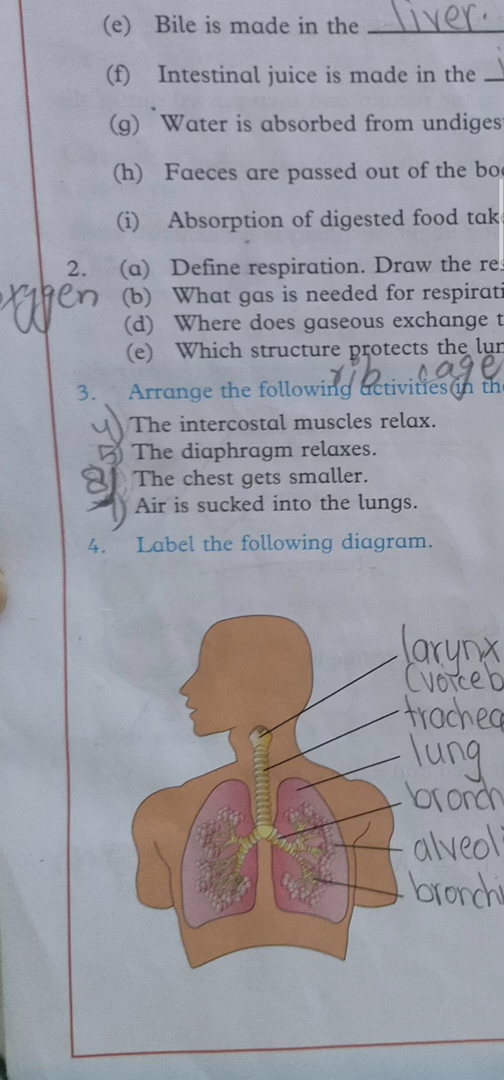 (e) Bile is made in the liver.
(f) Intestinal juice is made in the
(g) Water is absorbed from undiges
(h) Faeces are passed out of the bo
(i) Absorption of digested food tak
2. (a) Define respiration. Draw the re
oxygen (b) What gas is needed for respirati
(d) Where does gaseous exchange t
(e) Which structure protects the lun
rib cage
3. Arrange the following activities in th
4) The intercostal muscles relax.
5) The diaphragm relaxes.
8) The chest gets smaller.
Air is sucked into the lungs.
4. Label the following diagram.
larynx
(voice b
trachea
lung
bronch
alveoli
bronchi